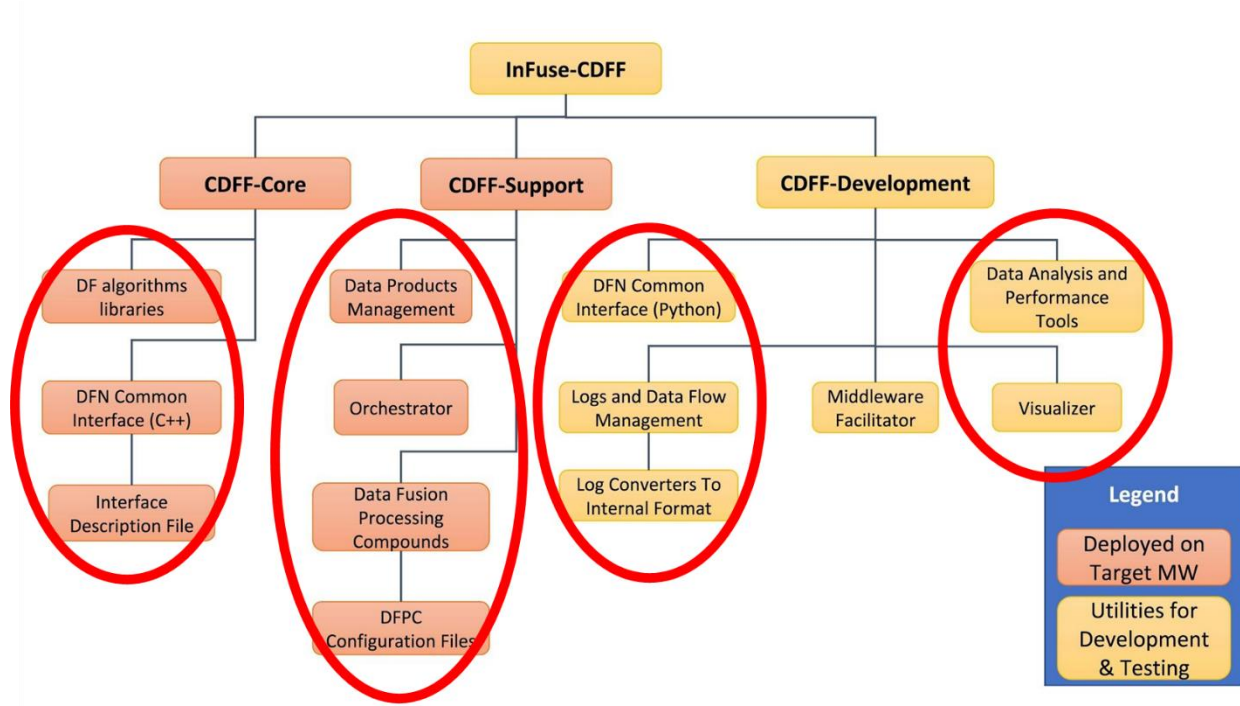 InFuse-CDFF
CDFF-Core
CDFF-Support
CDFF-Development
DF algorithms
libraries
DFN Common
Interface (C++)
Interface
Description File
Data Products
Management
Orchestrator
Data Fusion
Processing
Compounds
DFPC
Configuration Files
DFN Common
Interface (Python)
Logs and Data Flow
Management
Log Converters To
Internal Format
Middleware
Facilitator
Data Analysis and
Performance
Tools
Visualizer
Legend
Deployed on
Target MW
Utilities for
Development
& Testing